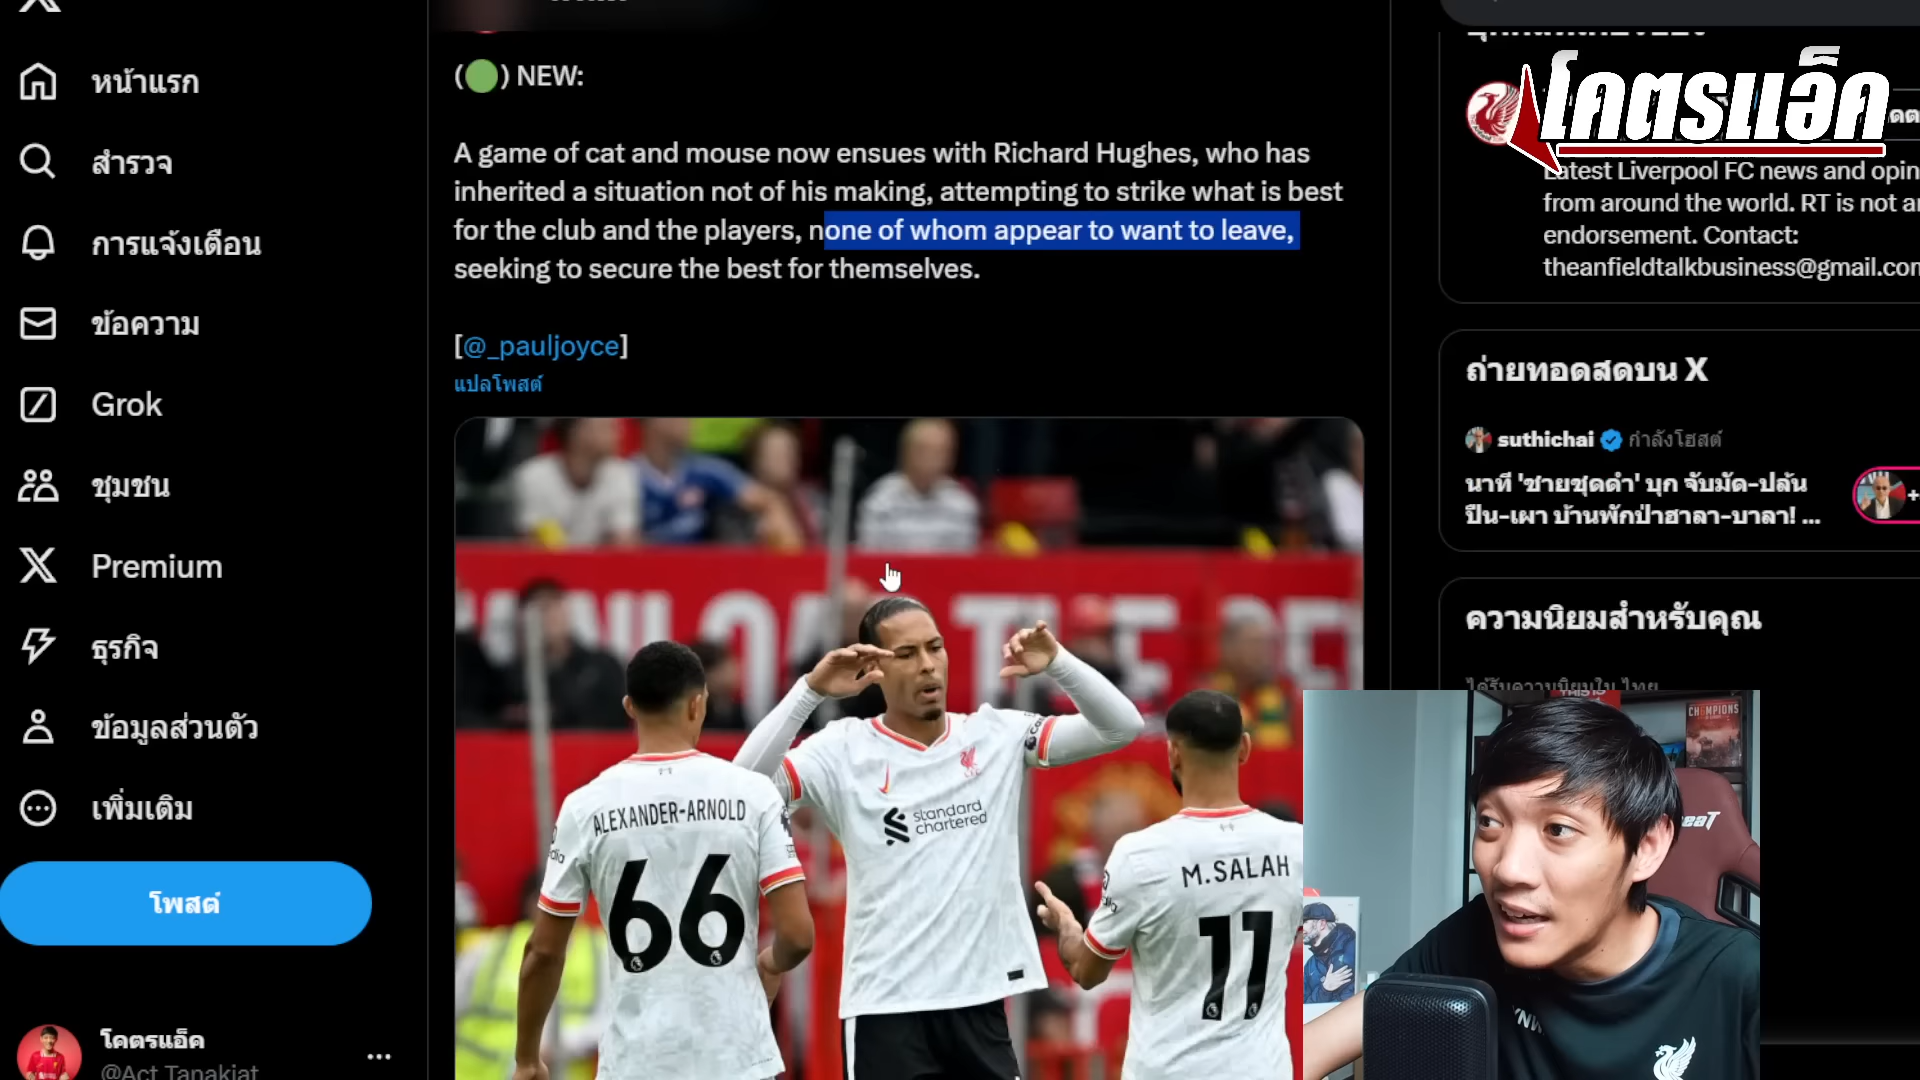 หน้าแรก
สำรวจ
การแจ้งเตือน
ข้อความ
Grok
ชุมชน
Premium
ธุรกิจ
ข้อมูลส่วนตัว
เพิ่มเติม
โพสต์
โคตรแอ็ค
@Act Tanakiat
(🟢) NEW:
A game of cat and mouse now ensues with Richard Hughes, who has
inherited a situation not of his making, attempting to strike what is best
for the club and the players, none of whom appear to want to leave,
seeking to secure the best for themselves.
[@_pauljoyce]
แปลโพสต์
ALEXANDER-ARNOLD
66
standard
chartered
M.SALAH
11
โคตรแอ็ค
Latest Liverpool FC news and opin
from around the world. RT is not a
endorsement. Contact:
theanfieldtalkbusiness@gmail.com
ถ่ายทอดสดบน X
suthichai กำลังโฮสต์
นาที 'ชายชุดดำ' บุก จับมัด-ปล้น
ปืน-เผา บ้านพักป่าฮาลา-บาลา! ...
ความนิยมสำหรับคุณ
ได้รับความนิยมใน ไทย
CHAMPIONS